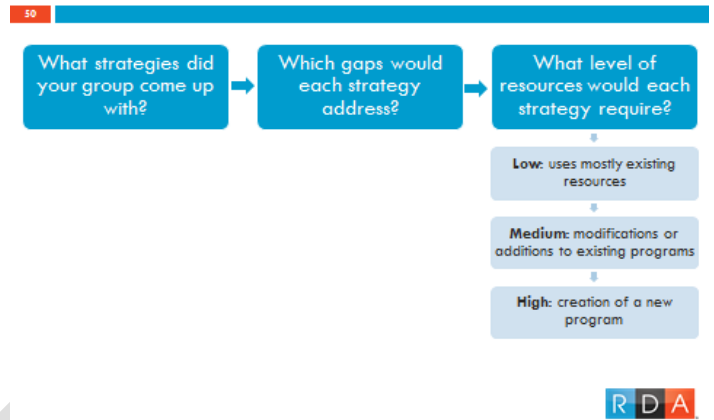 50
What strategies did
your group come up
with?
Which gaps would
each strategy
address?
What level of
resources would each
strategy require?
Low: uses mostly existing
resources
Medium: modifications or
additions to existing programs
High: creation of a new
program
RDA